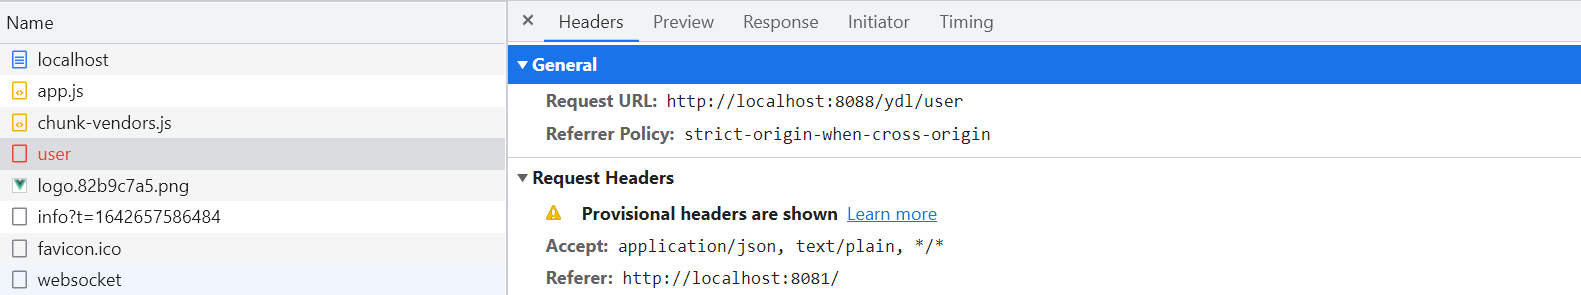 Name
localhost
app.js
chunk-vendors.js
user
logo.82b9c7a5.png
info?t=1642657586484
favicon.ico
websocket
× Headers Preview Response Initiator Timing
General
Request URL: http://localhost:8088/ydl/user
Referrer Policy: strict-origin-when-cross-origin
Request Headers
Provisional headers are shown Learn more
Accept: application/json, text/plain, */*
Referer: http://localhost:8081/